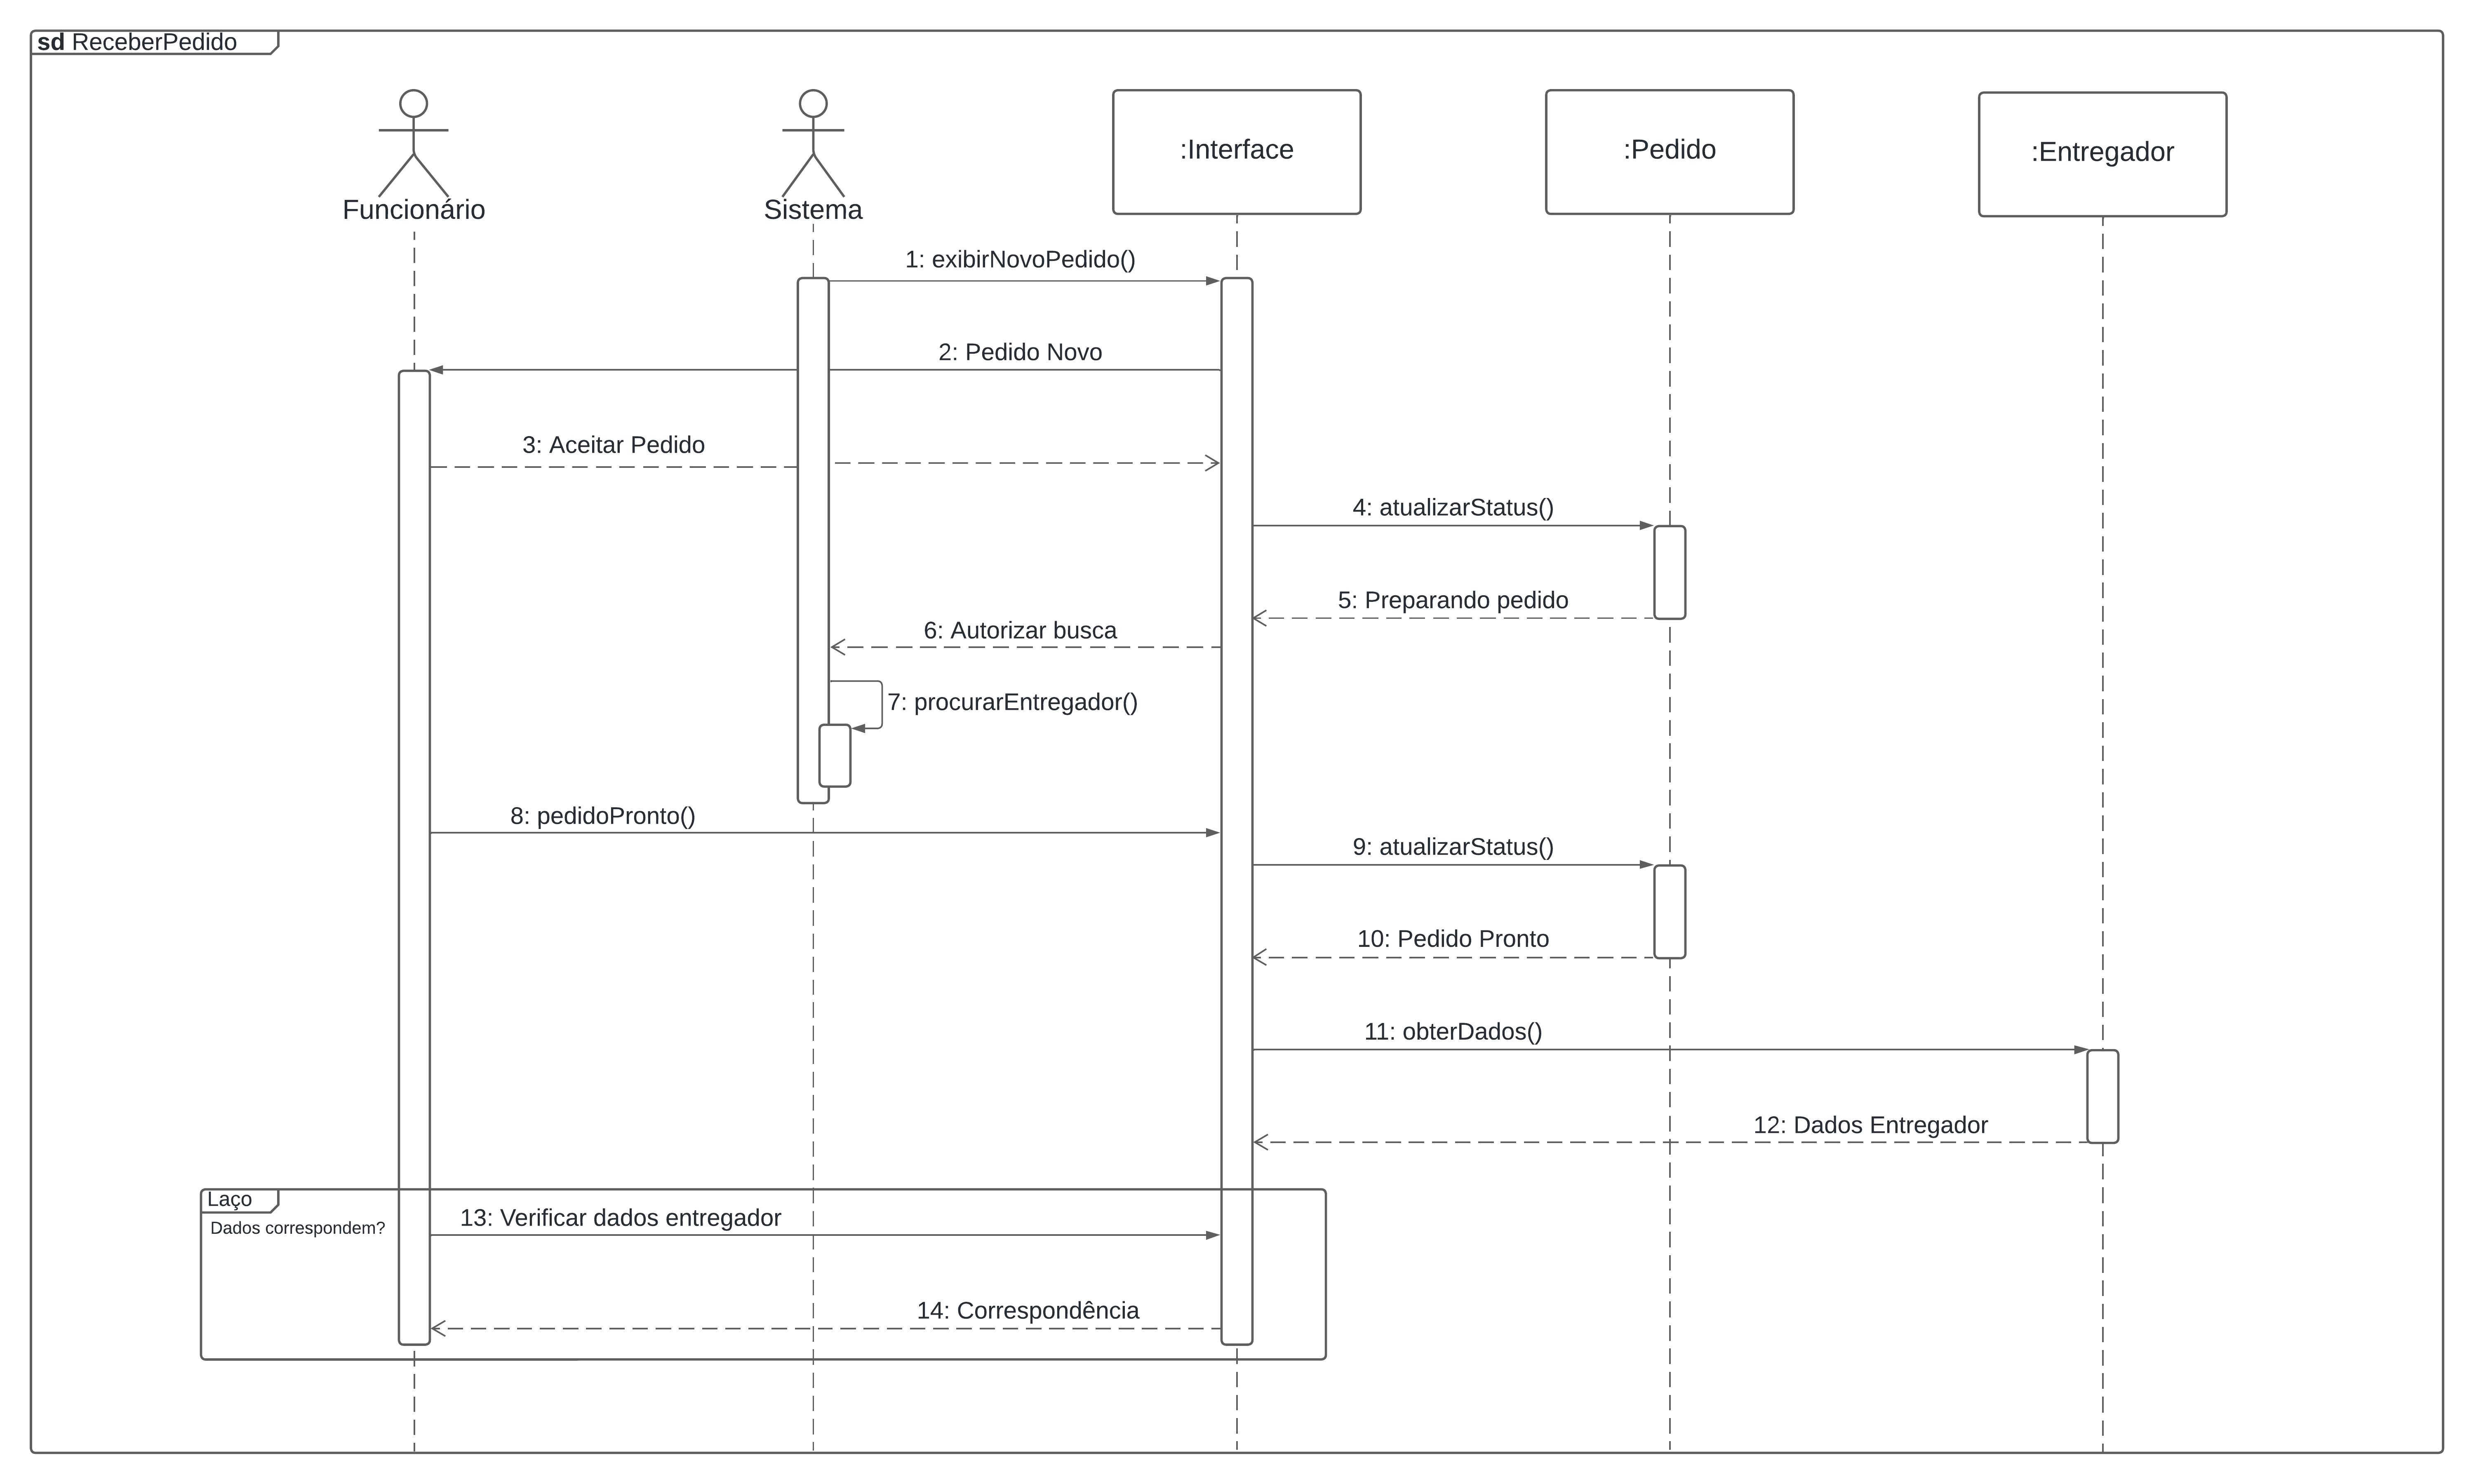 sd ReceberPedido
Funcionário
Sistema
:Interface
:Pedido
:Entregador
1: exibirNovoPedido()
2: Pedido Novo
3: Aceitar Pedido
4: atualizarStatus()
5: Preparando pedido
6: Autorizar busca
7: procurarEntregador()
8: pedidoPronto()
9: atualizarStatus()
10: Pedido Pronto
11: obterDados()
12: Dados Entregador
Laço
Dados correspondem?
13: Verificar dados entregador
14: Correspondência